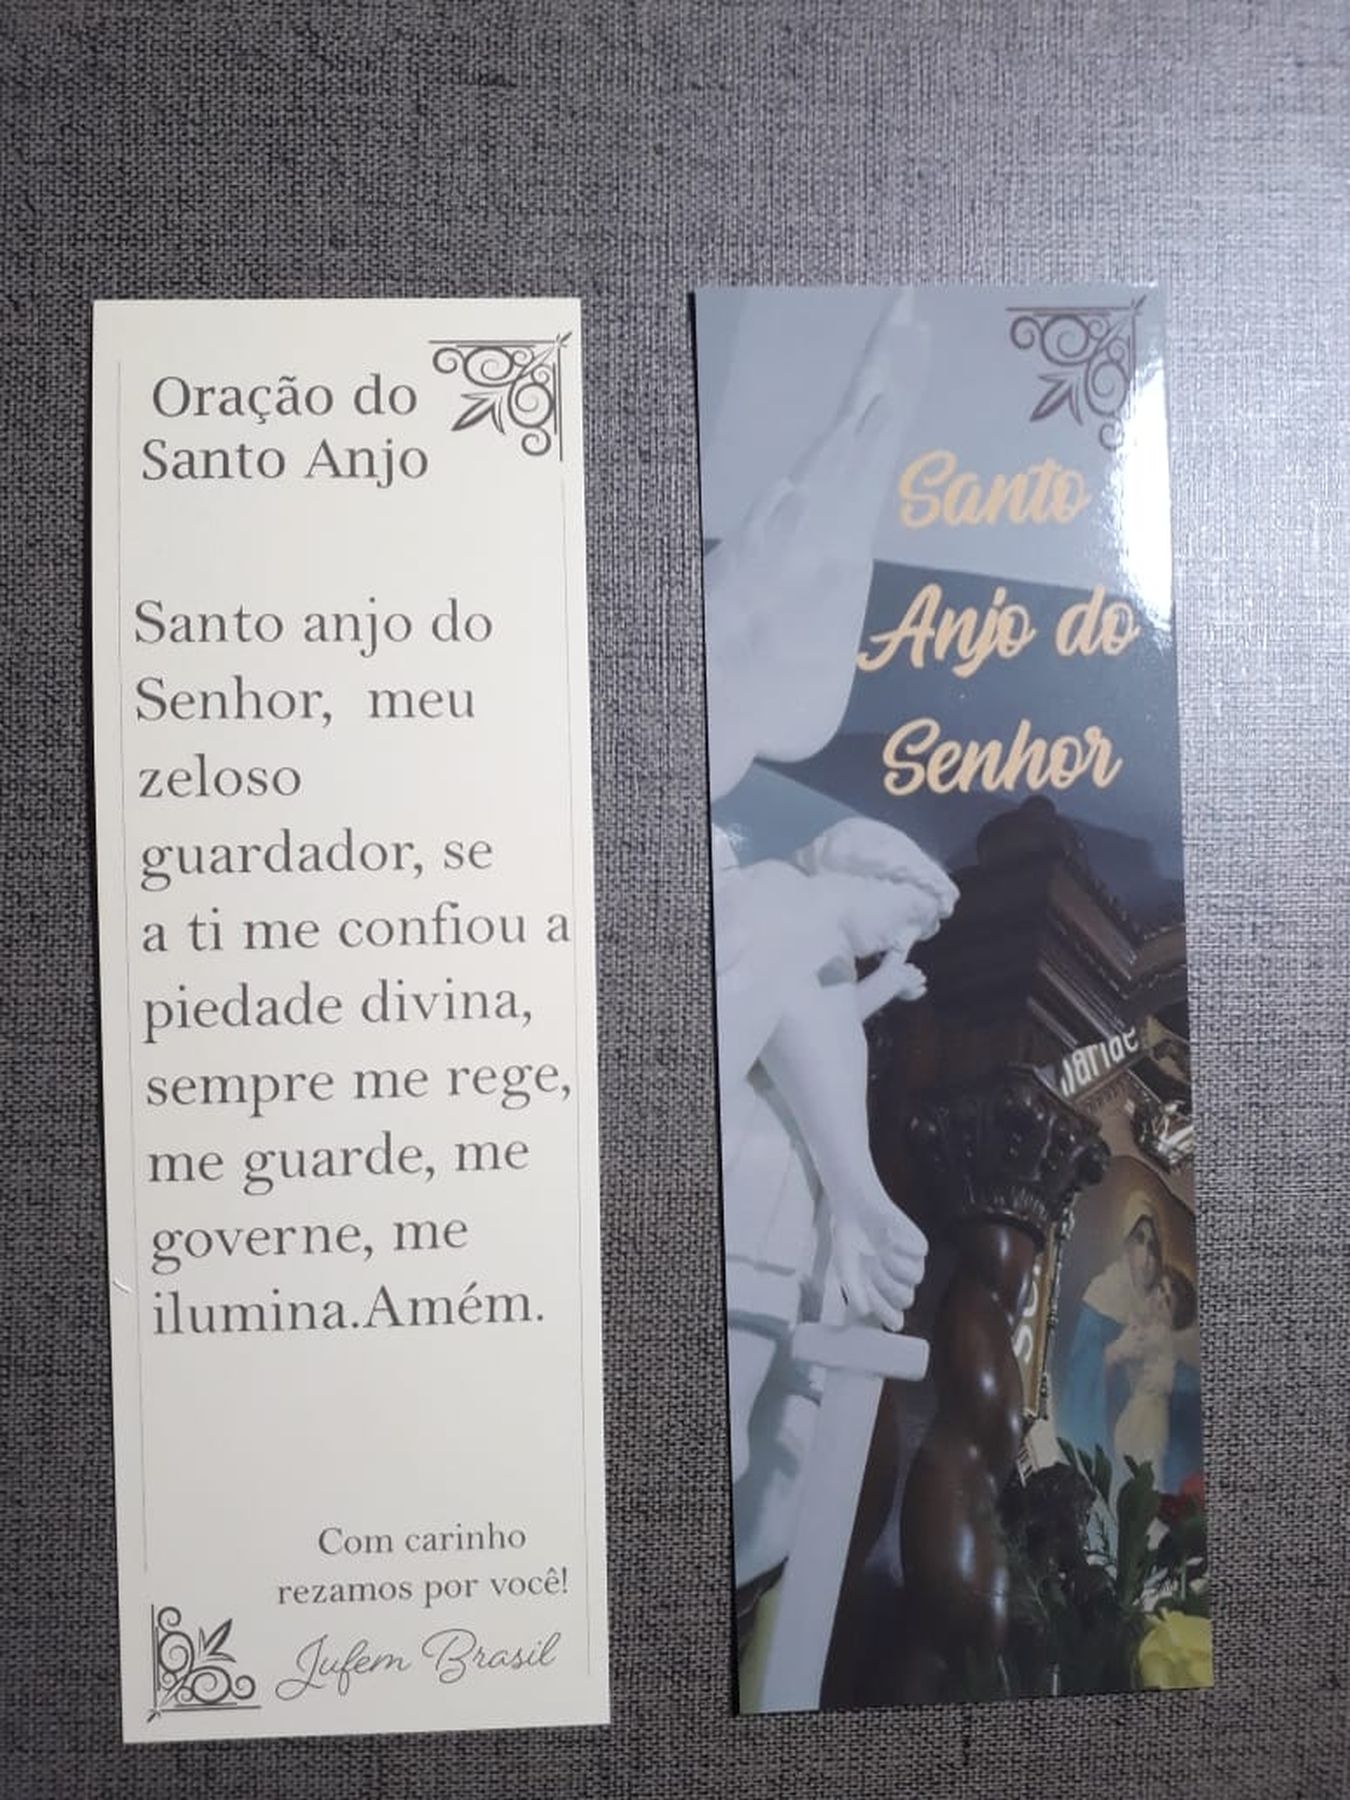 Oração do
Santo Anjo
Santo anjo do
Senhor,  meu
zeloso
guardador, se
a ti me confiou a
piedade divina,
sempre me rege,
me guarde, me
governe, me
ilumina.Amém.
Com carinho
rezamos por você!
Jufem Brasil
Santo
Anjo do
Senhor